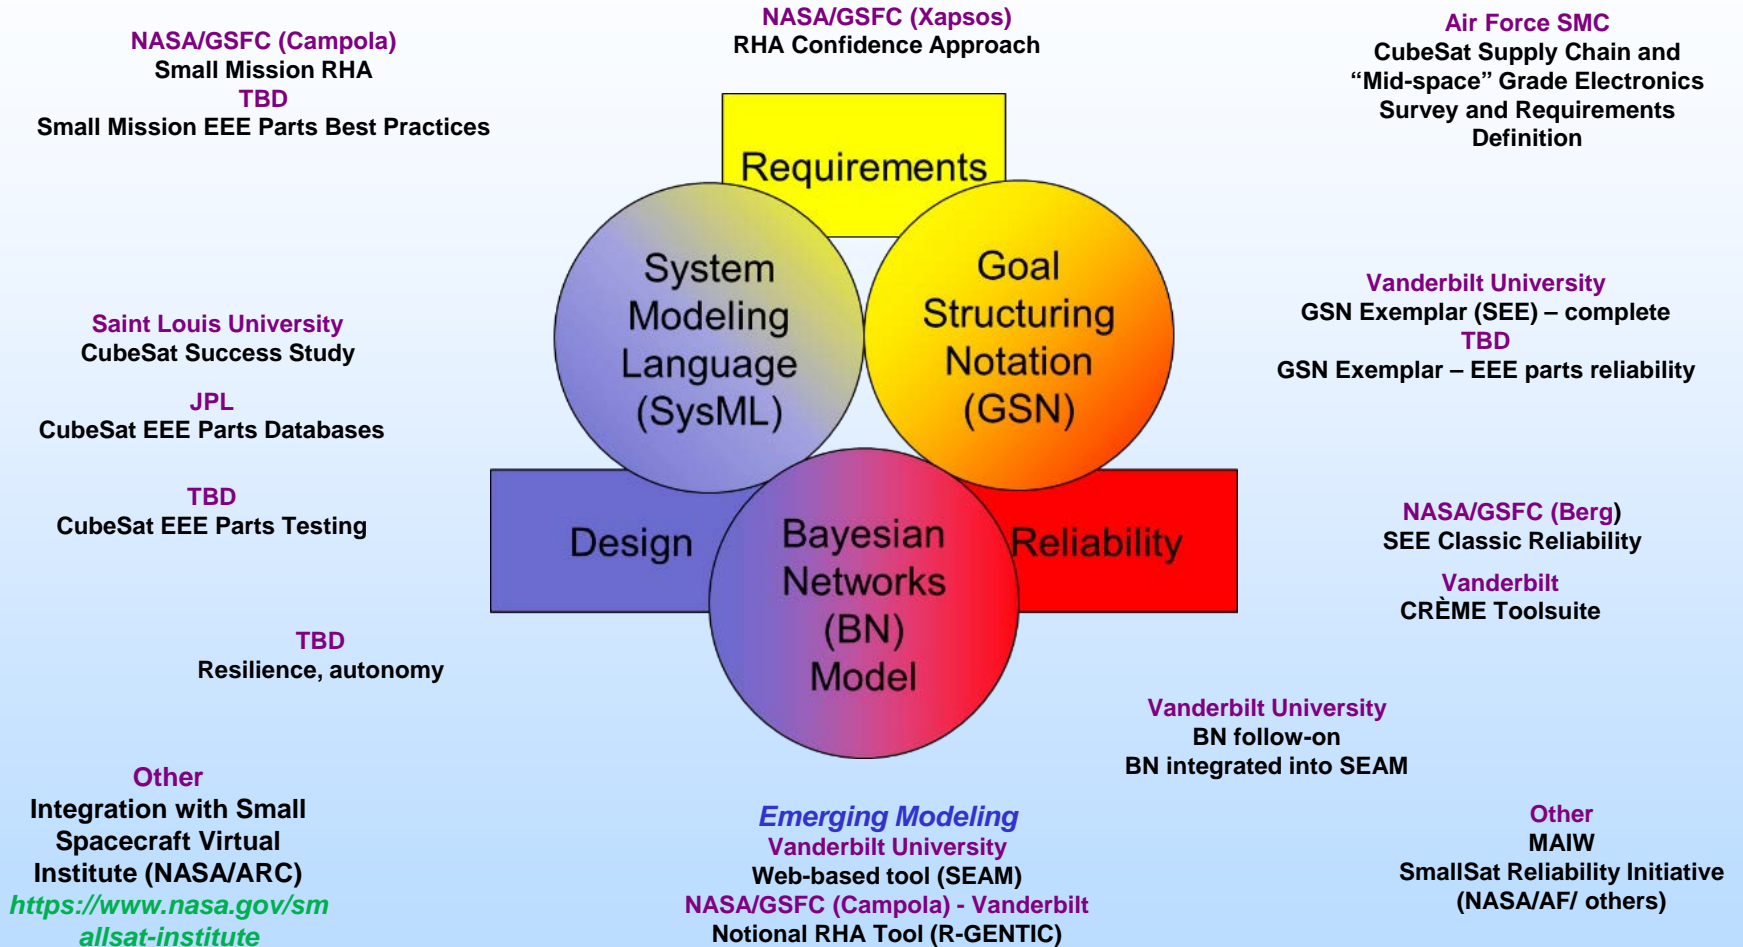 NASA/GSFC (Campola)
Small Mission RHA
TBD
Small Mission EEE Parts Best Practices
NASA/GSFC (Xapsos)
RHA Confidence Approach
Air Force SMC
CubeSat Supply Chain and
“Mid-space” Grade Electronics
Survey and Requirements
Definition
Requirements
System
Modeling
Language
(SysML)
Goal
Structuring
Notation
(GSN)
Saint Louis University
CubeSat Success Study
JPL
CubeSat EEE Parts Databases
TBD
CubeSat EEE Parts Testing
TBD
Resilience, autonomy
Vanderbilt University
GSN Exemplar (SEE) – complete
TBD
GSN Exemplar – EEE parts reliability
Design
Bayesian
Networks
(BN)
Model
Reliability
NASA/GSFC (Berg)
SEE Classic Reliability
Vanderbilt
CRÈME Toolsuite
Vanderbilt University
BN follow-on
BN integrated into SEAM
Other
Integration with Small
Spacecraft Virtual
Institute (NASA/ARC)
https://www.nasa.gov/sm
allsat-institute
Emerging Modeling
Vanderbilt University
Web-based tool (SEAM)
NASA/GSFC (Campola) - Vanderbilt
Notional RHA Tool (R-GENTIC)
Other
MAIW
SmallSat Reliability Initiative
(NASA/AF/ others)